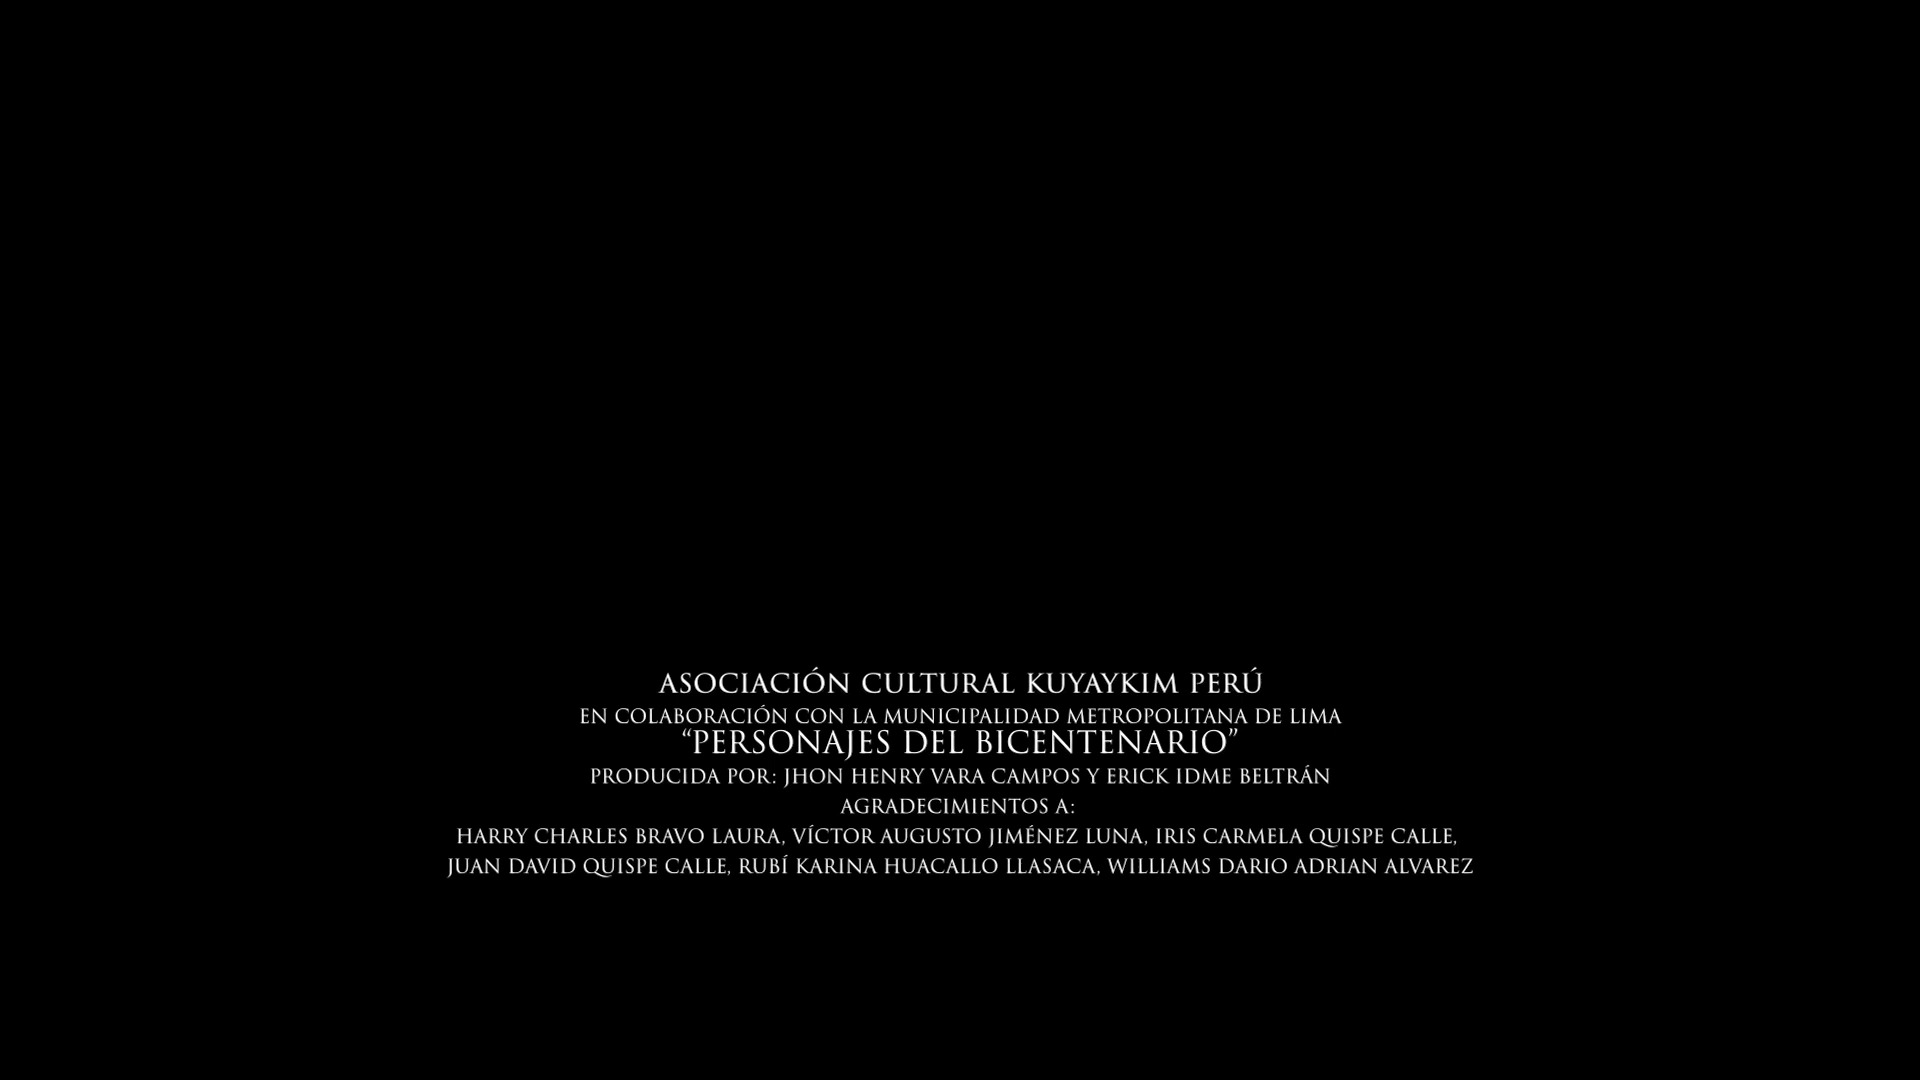 ASOCIACIÓN CULTURAL KUYAYKIM PERÚ
EN COLABORACIÓN CON LA MUNICIPALIDAD METROPOLITANA DE LIMA
“PERSONAJES DEL BICENTENARIO”
PRODUCIDA POR: JHON HENRY VARA CAMPOS Y ERICK IDME BELTRÁN
AGRADECIMIENTOS A:
HARRY CHARLES BRAVO LAURA, VÍCTOR AUGUSTO JIMÉNEZ LUNA, IRIS CARMELA QUISPE CALLE,
JUAN DAVID QUISPE CALLE, RUBÍ KARINA HUACALLO LLASACA, WILLIAMS DARIO ADRIAN ALVAREZ